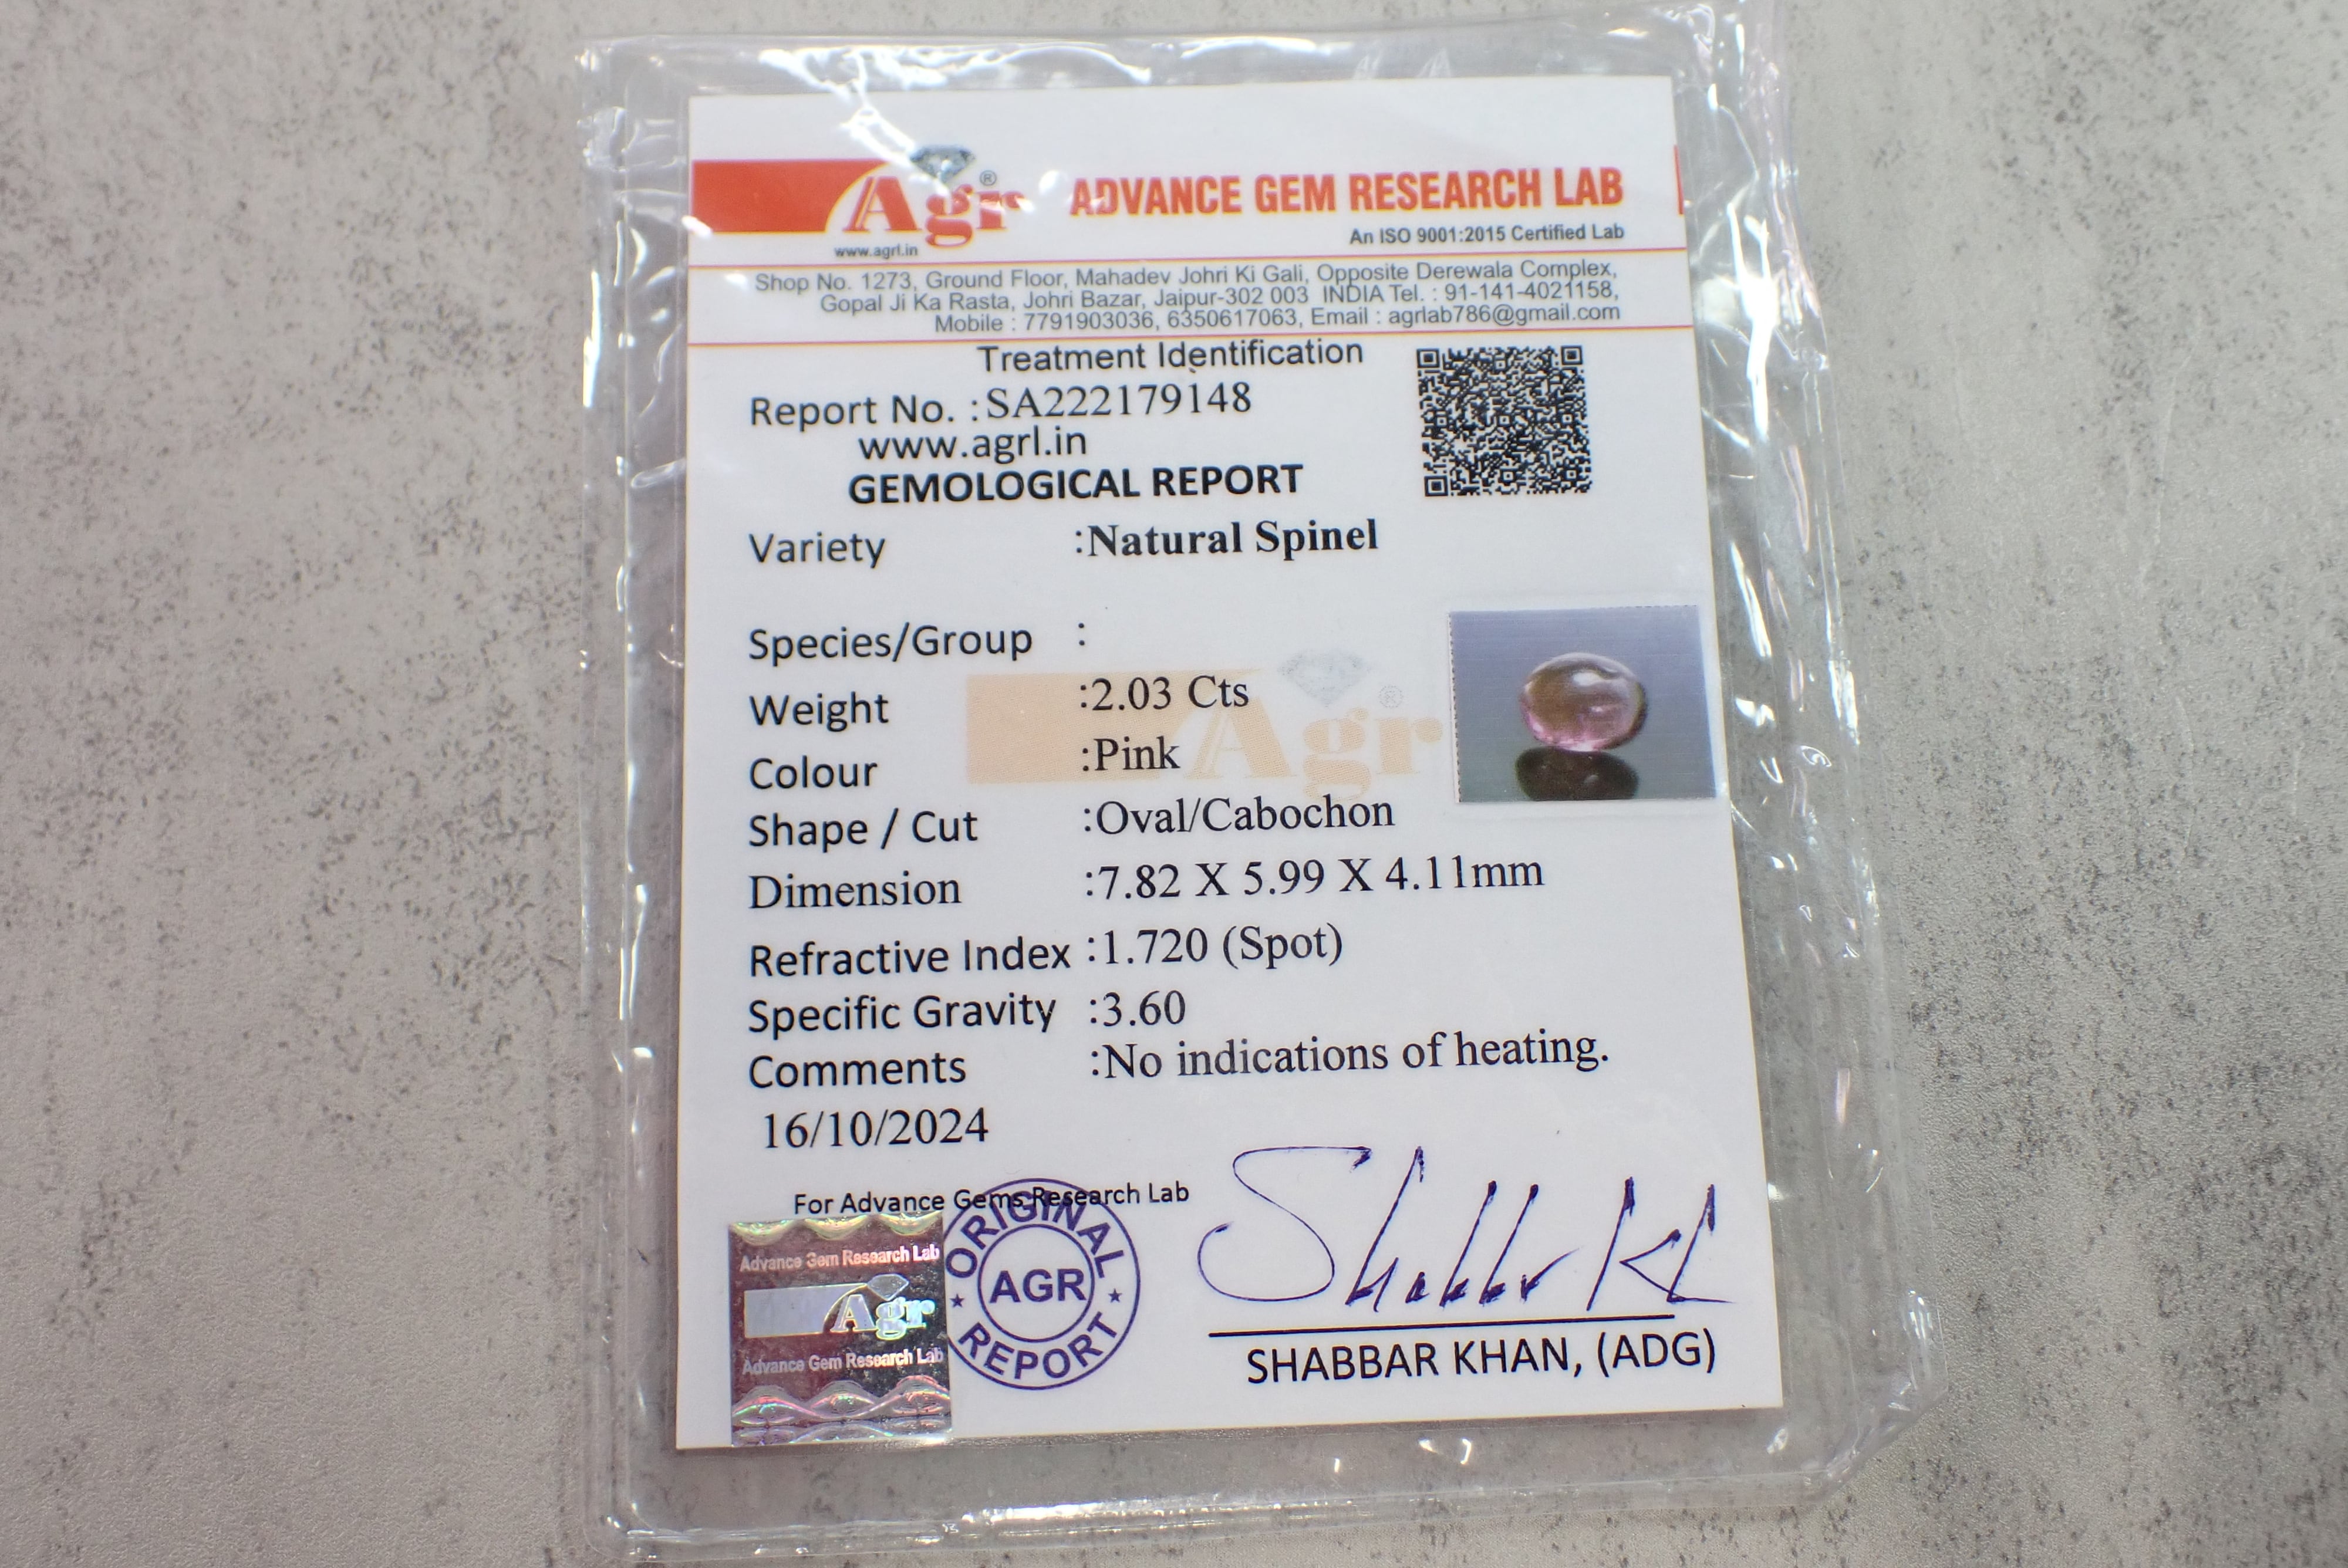 Agr®
www.agrl.in
ADVANCE GEM RESEARCH LAB
An ISO 9001:2015 Certified Lab
Shop No. 1273, Ground Floor, Mahadev Johri Ki Gali, Opposite Derewala Complex,
Gopal Ji Ka Rasta, Johri Bazar, Jaipur-302 003 INDIA Tel. : 91-141-4021158,
Mobile : 7791903036, 6350617063, Email : agrlab786@gmail.com
Treatment Identification
Report No. :SA222179148
www.agrl.in
GEMOLOGICAL REPORT
Variety :Natural Spinel
Species/Group :
Weight :2.03 Cts
Agr®
Colour :Pink
Shape / Cut :Oval/Cabochon
Dimension :7.82 X 5.99 X 4.11mm
Refractive Index :1.720 (Spot)
Specific Gravity :3.60
Comments :No indications of heating.
16/10/2024
For Advance Gems Research Lab
Advance Gem Research Lab
Agr
Advance Gem Research Lab
ORIGINAL
AGR
REPORT
Shabbar Kh
SHABBAR KHAN, (ADG)